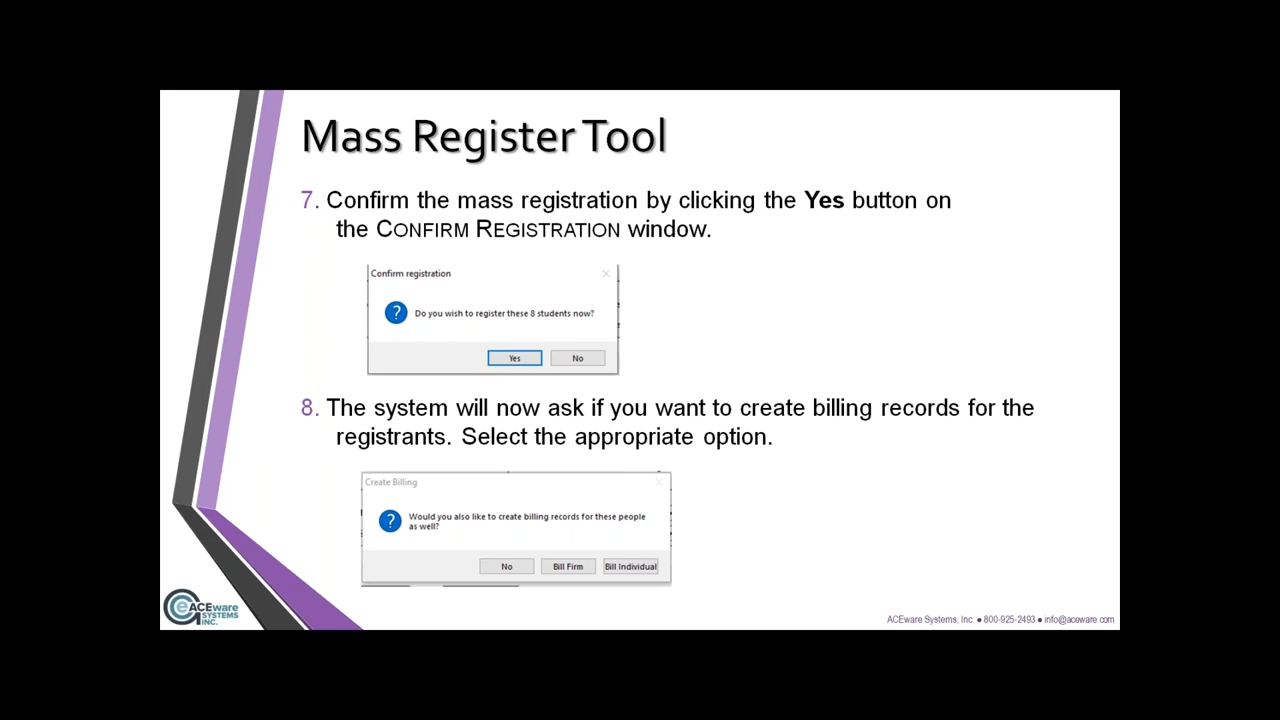 Mass Register Tool
7. Confirm the mass registration by clicking the Yes button on
the CONFIRM REGISTRATION window.
Confirm registration
Do you wish to register these 8 students now?
Yes No
8. The system will now ask if you want to create billing records for the
registrants. Select the appropriate option.
Create Billing
Would you also like to create billing records for these people
as well?
No Bill Firm Bill Individual
ACEware
SYSTEMS
INC.
ACEware Systems, Inc. ● 800-925-2493 ● info@aceware.com